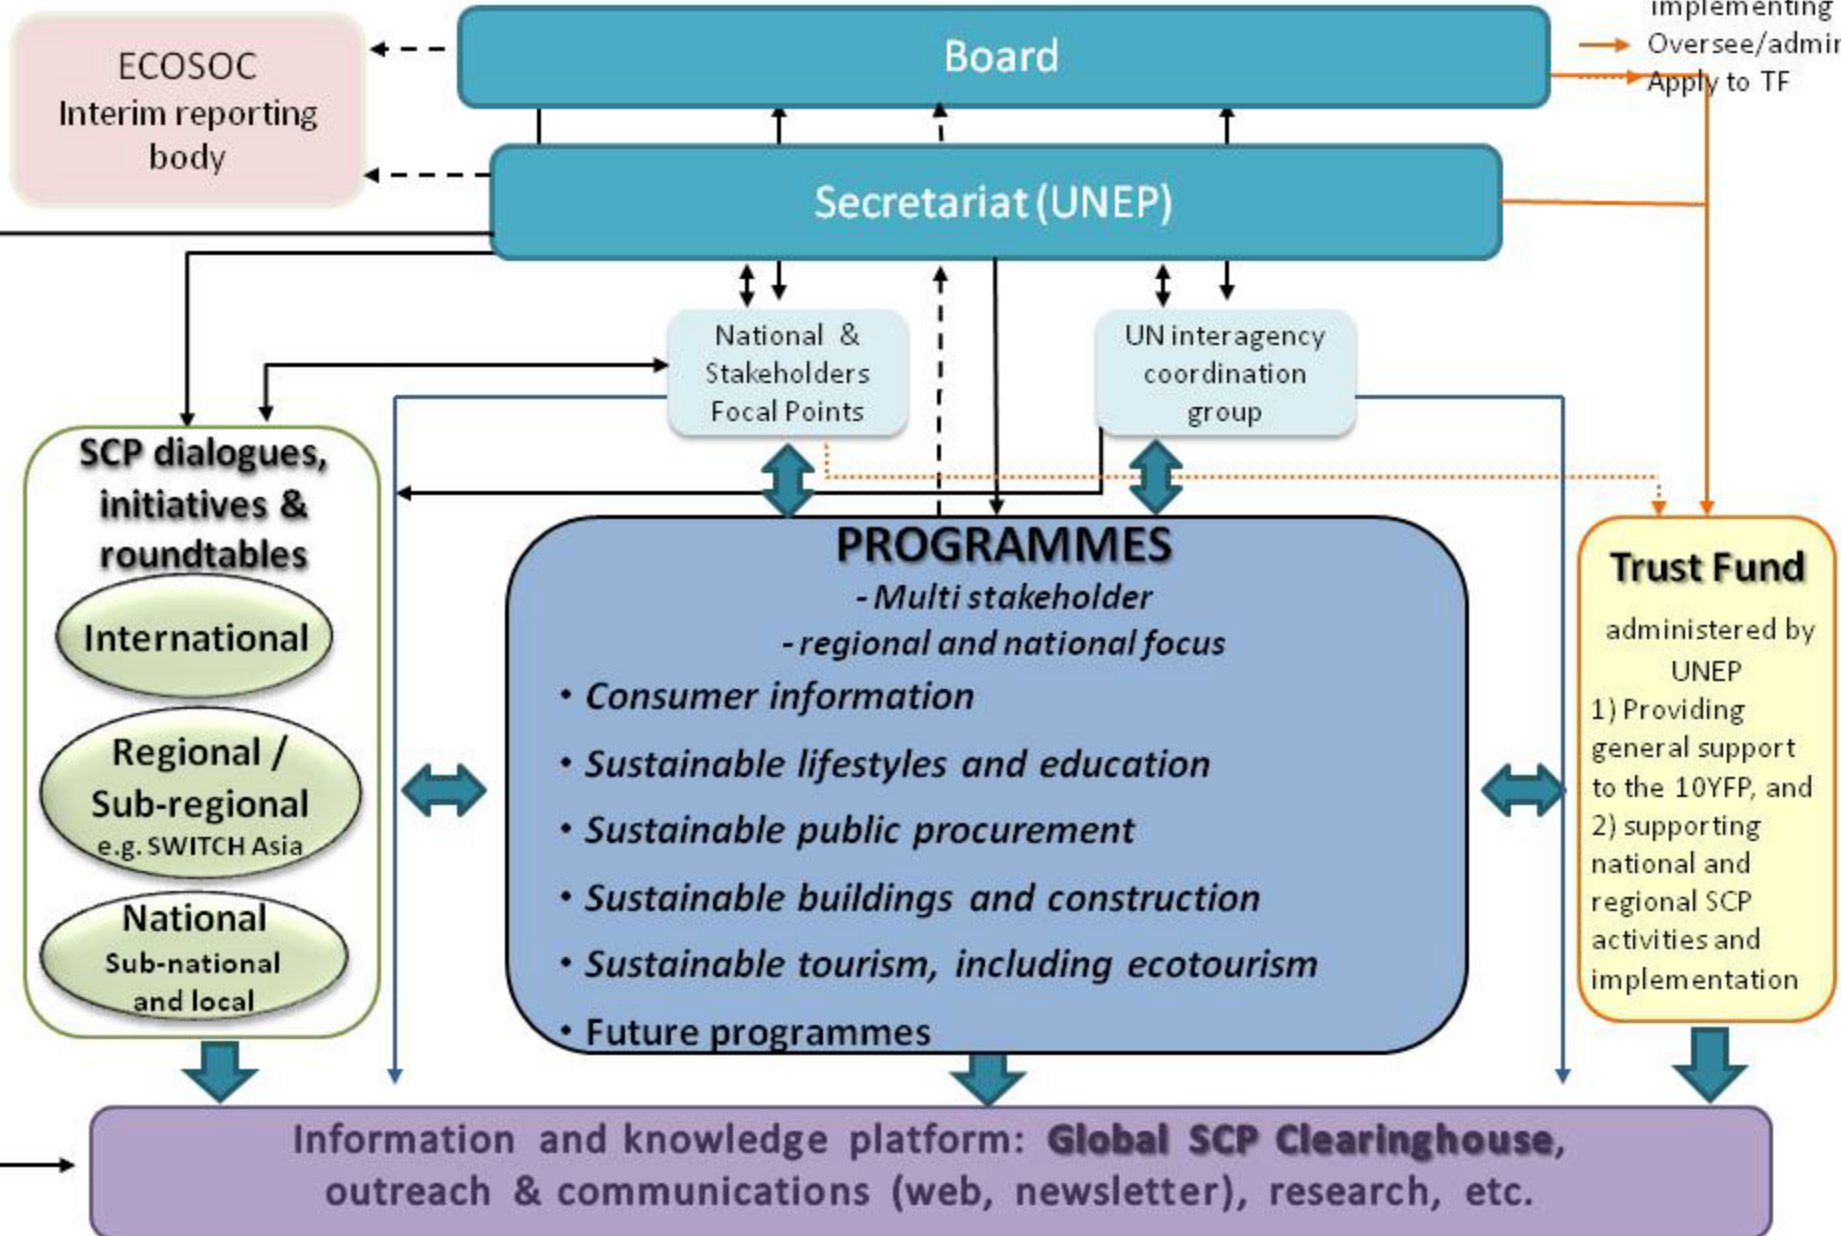 implementing
Oversee/admin
Apply to TF
Board
ECOSOC
Interim reporting
body
Secretariat (UNEP)
National &
Stakeholders
Focal Points
UN interagency
coordination
group
SCP dialogues,
initiatives &
roundtables
International
Regional /
Sub-regional
e.g. SWITCH Asia
National
Sub-national
and local
PROGRAMMES
- Multi stakeholder
- regional and national focus
• Consumer information
• Sustainable lifestyles and education
• Sustainable public procurement
• Sustainable buildings and construction
• Sustainable tourism, including ecotourism
• Future programmes
Trust Fund
administered by
UNEP
1) Providing
general support
to the 10YFP, and
2) supporting
national and
regional SCP
activities and
implementation
Information and knowledge platform: Global SCP Clearinghouse,
outreach & communications (web, newsletter), research, etc.